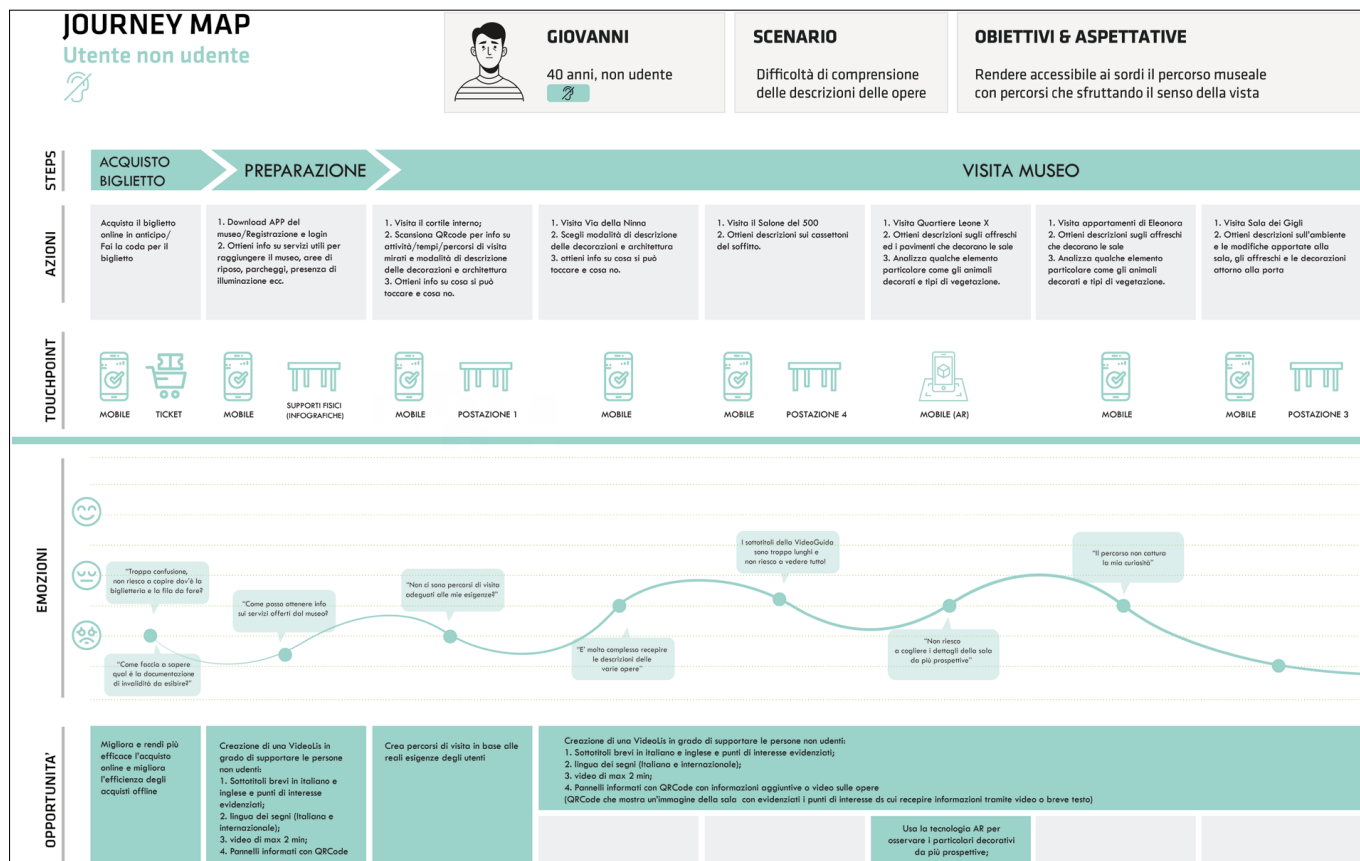 JOURNEY MAP
Utente non udente
GIOVANNI
40 anni, non udente
SCENARIO
Difficoltà di comprensione
delle descrizioni delle opere
OBIETTIVI & ASPETTATIVE
Rendere accessibile ai sordi il percorso museale
con percorsi che sfruttando il senso della vista
STEPS
ACQUISTO
BIGLIETTO
PREPARAZIONE
VISITA MUSEO
AZIONI
Acquista il biglietto
online in anticipo/
Fai la coda per il
biglietto
1. Download APP del
museo/Registrazione e login
2. Ottieni info su servizi utili per
raggiungere il museo, aree di
riposo, parcheggi, presenza di
illuminazione ecc.
1. Visita il cortile interno;
2. Scansiona QRcode per info su
attività/tempi/percorsi di visita
mirati e modalità di descrizione
delle decorazioni e architettura
3. Ottieni info su cosa si può
toccare e cosa no.
1. Visita Via della Ninna
2. Scegli modalità di descrizione
delle decorazioni e architettura
3. ottieni info su cosa si può
toccare e cosa no.
1. Visita il Salone del 500
2. Ottieni descrizioni sui cassettoni
del soffitto.
1. Visita Quartiere Leone X
2. Ottieni descrizioni sugli affreschi
ed i pavimenti che decorano le sale
3. Analizza qualche elemento
particolare come gli animali
decorati e tipi di vegetazione.
1. Visita appartamenti di Eleonora
2. Ottieni descrizioni sugli affreschi
che decorano le sale
3. Analizza qualche elemento
particolare come gli animali
decorati e tipi di vegetazione.
1. Visita Sala dei Gigli
2. Ottieni descrizioni sull'ambiente
e le modifiche apportate alla
sala, gli affreschi e le decorazioni
attorno alla porta
TOUCHPOINT
MOBILE
TICKET
MOBILE
SUPPORTI FISICI
(INFOGRAFICHE)
MOBILE
POSTAZIONE 1
MOBILE
MOBILE
POSTAZIONE 4
MOBILE (AR)
MOBILE
MOBILE
POSTAZIONE 3
EMOZIONI
"Troppa confusione,
non riesco a capire dov'è la
biglietteria e la fila da fare?
"Come faccio a sapere
qual è la documentazione
di invalidità da esibire?"
"Come posso ottenere info
sui servizi offerti dal museo?
"Non ci sono percorsi di visita
adeguati alle mie esigenze?"
"E' molto complesso recepire
le descrizioni delle
varie opere"
I sottotitoli della VideoGuida
sono troppo lunghi e
non riesco a vedere tutto!
"Non riesco
a cogliere i dettagli della sala
da più prospettive"
"Il percorso non cattura
la mia curiosità"
OPPORTUNITA'
Migliora e rendi più
efficace l'acquisto
online e migliora
l'efficienza degli
acquisti offline
Creazione di una VideoLis in
grado di supportare le persone
non udenti:
1. Sottotitoli brevi in italiano e
inglese e punti di interesse
evidenziati;
2. lingua dei segni (Italiana e
internazionale);
3. video di max 2 min;
4. Pannelli informati con QRCode
Crea percorsi di visita in base alle
reali esigenze degli utenti
Creazione di una VideoLis in grado di supportare le persone non udenti:
1. Sottotitoli brevi in italiano e inglese e punti di interesse evidenziati;
2. lingua dei segni (Italiana e internazionale);
3. video di max 2 min;
4. Pannelli informati con QRCode con informazioni aggiuntive o video sulle opere
(QRCode che mostra un'immagine della sala con evidenziati i punti di interesse ds cui recepire informazioni tramite video o breve testo)
Usa la tecnologia AR per
osservare i particolari decorativi
da più prospettive;